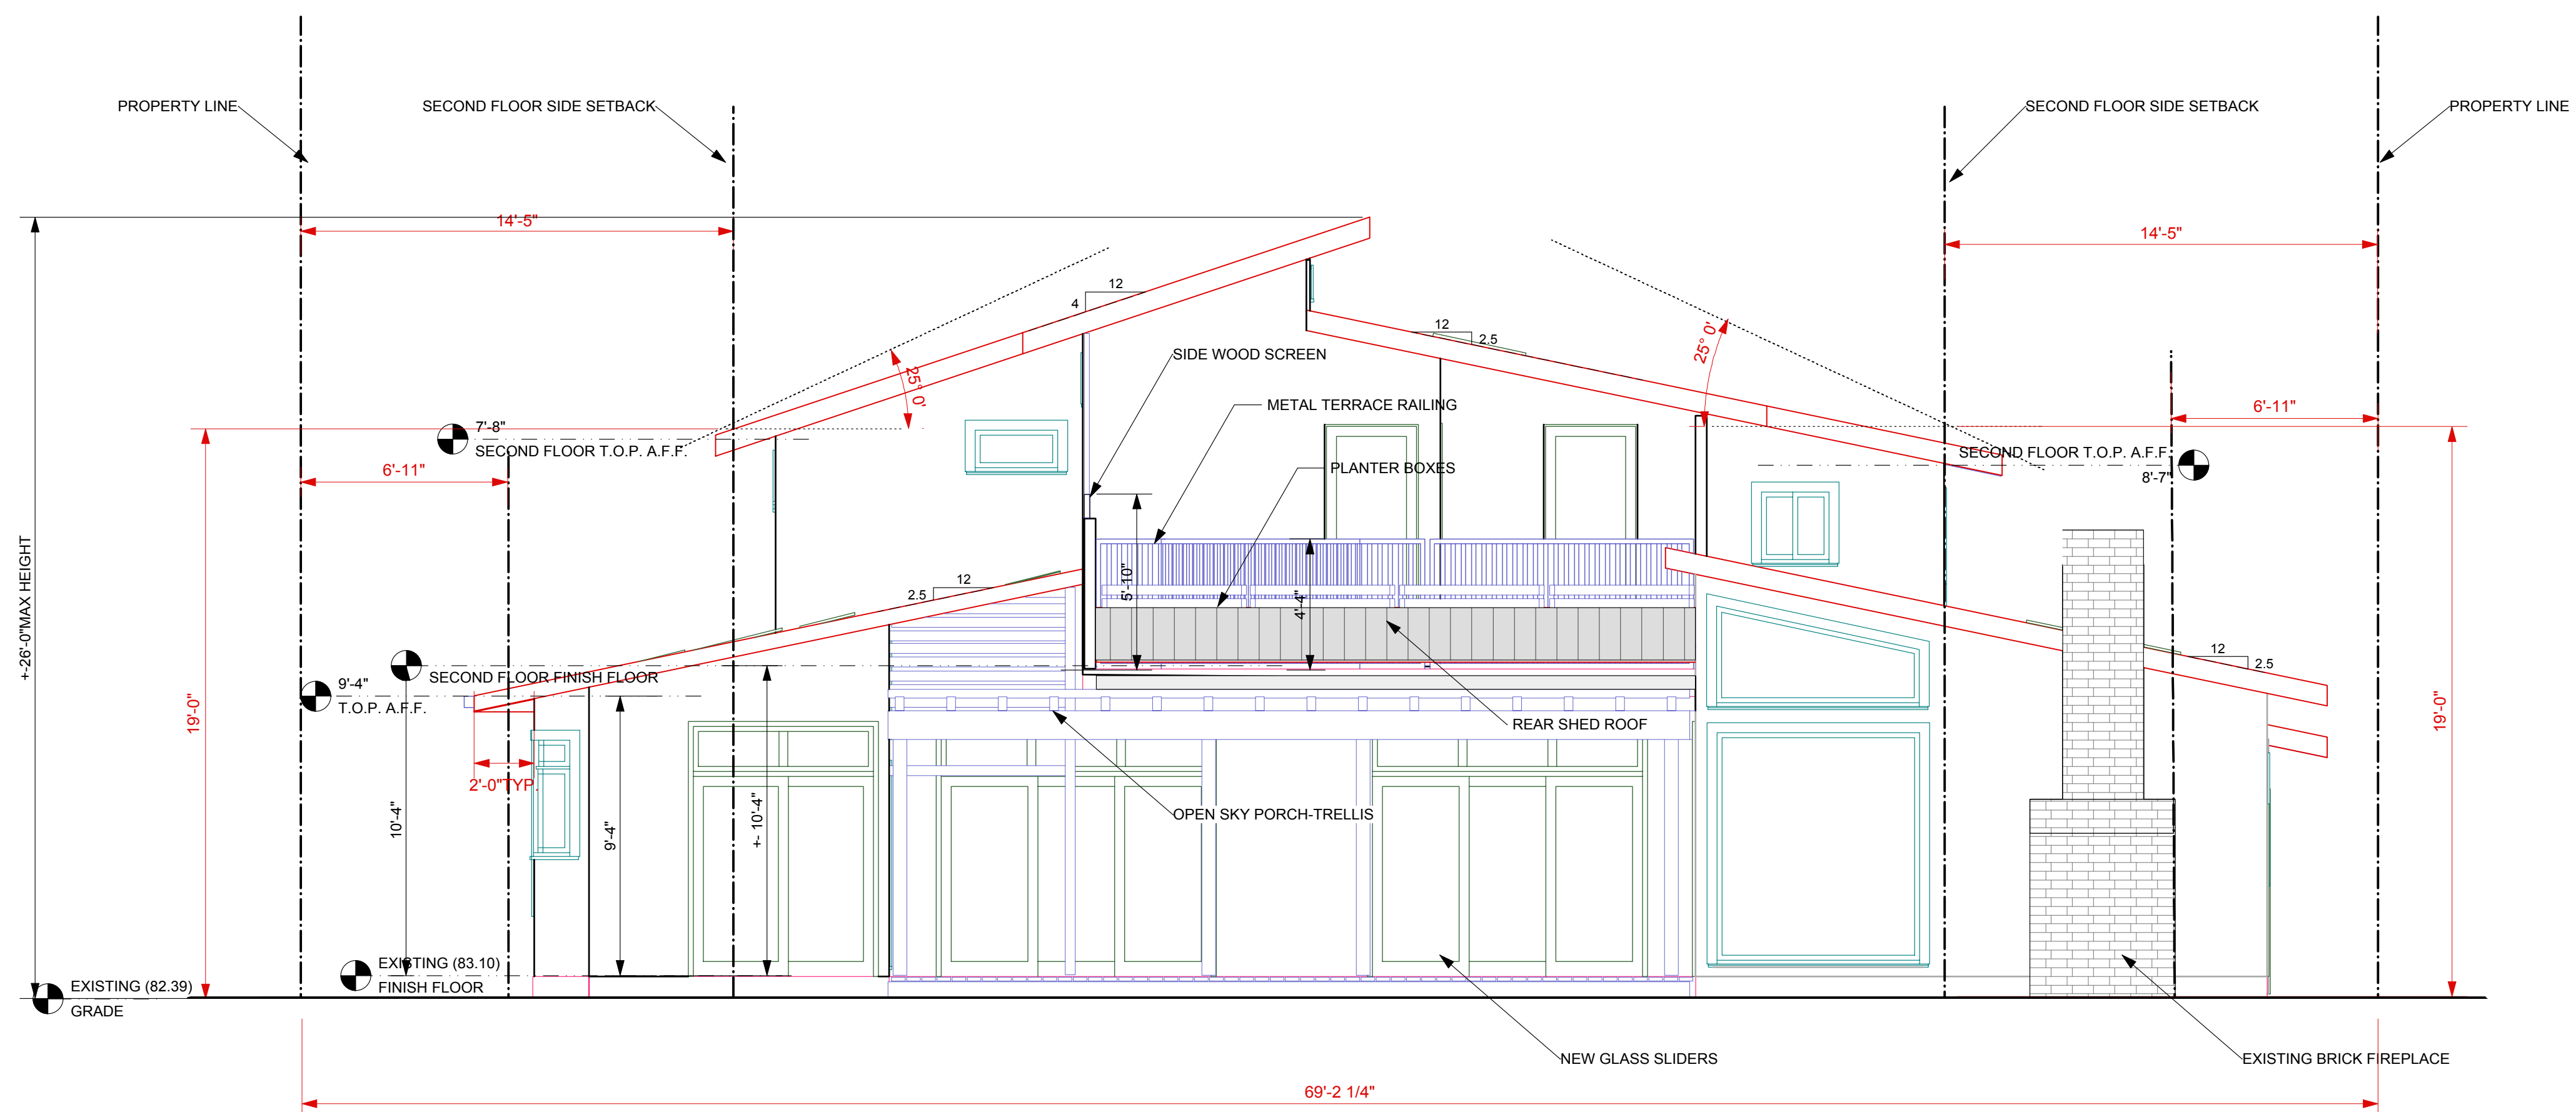 PROPERTY LINE
SECOND FLOOR SIDE SETBACK
SECOND FLOOR SIDE SETBACK
PROPERTY LINE
14'-5"
14'-5"
12
4
12
2.5
25° 0'
25° 0'
SIDE WOOD SCREEN
METAL TERRACE RAILING
PLANTER BOXES
7'-8"
SECOND FLOOR T.O.P. A.F.F.
6'-11"
6'-11"
SECOND FLOOR T.O.P. A.F.F.
8'-7"
+-26'-0"MAX HEIGHT
19'-0"
12
2.5
5'-10"
4'-4"
12
2.5
SECOND FLOOR FINISH FLOOR
9'-4"
T.O.P. A.F.F.
REAR SHED ROOF
19'-0"
2'-0"TYP.
10'-4"
9'-4"
+- 10'-4"
OPEN SKY PORCH-TRELLIS
EXISTING (83.10)
FINISH FLOOR
EXISTING (82.39)
GRADE
NEW GLASS SLIDERS
EXISTING BRICK FIREPLACE
69'-2 1/4"